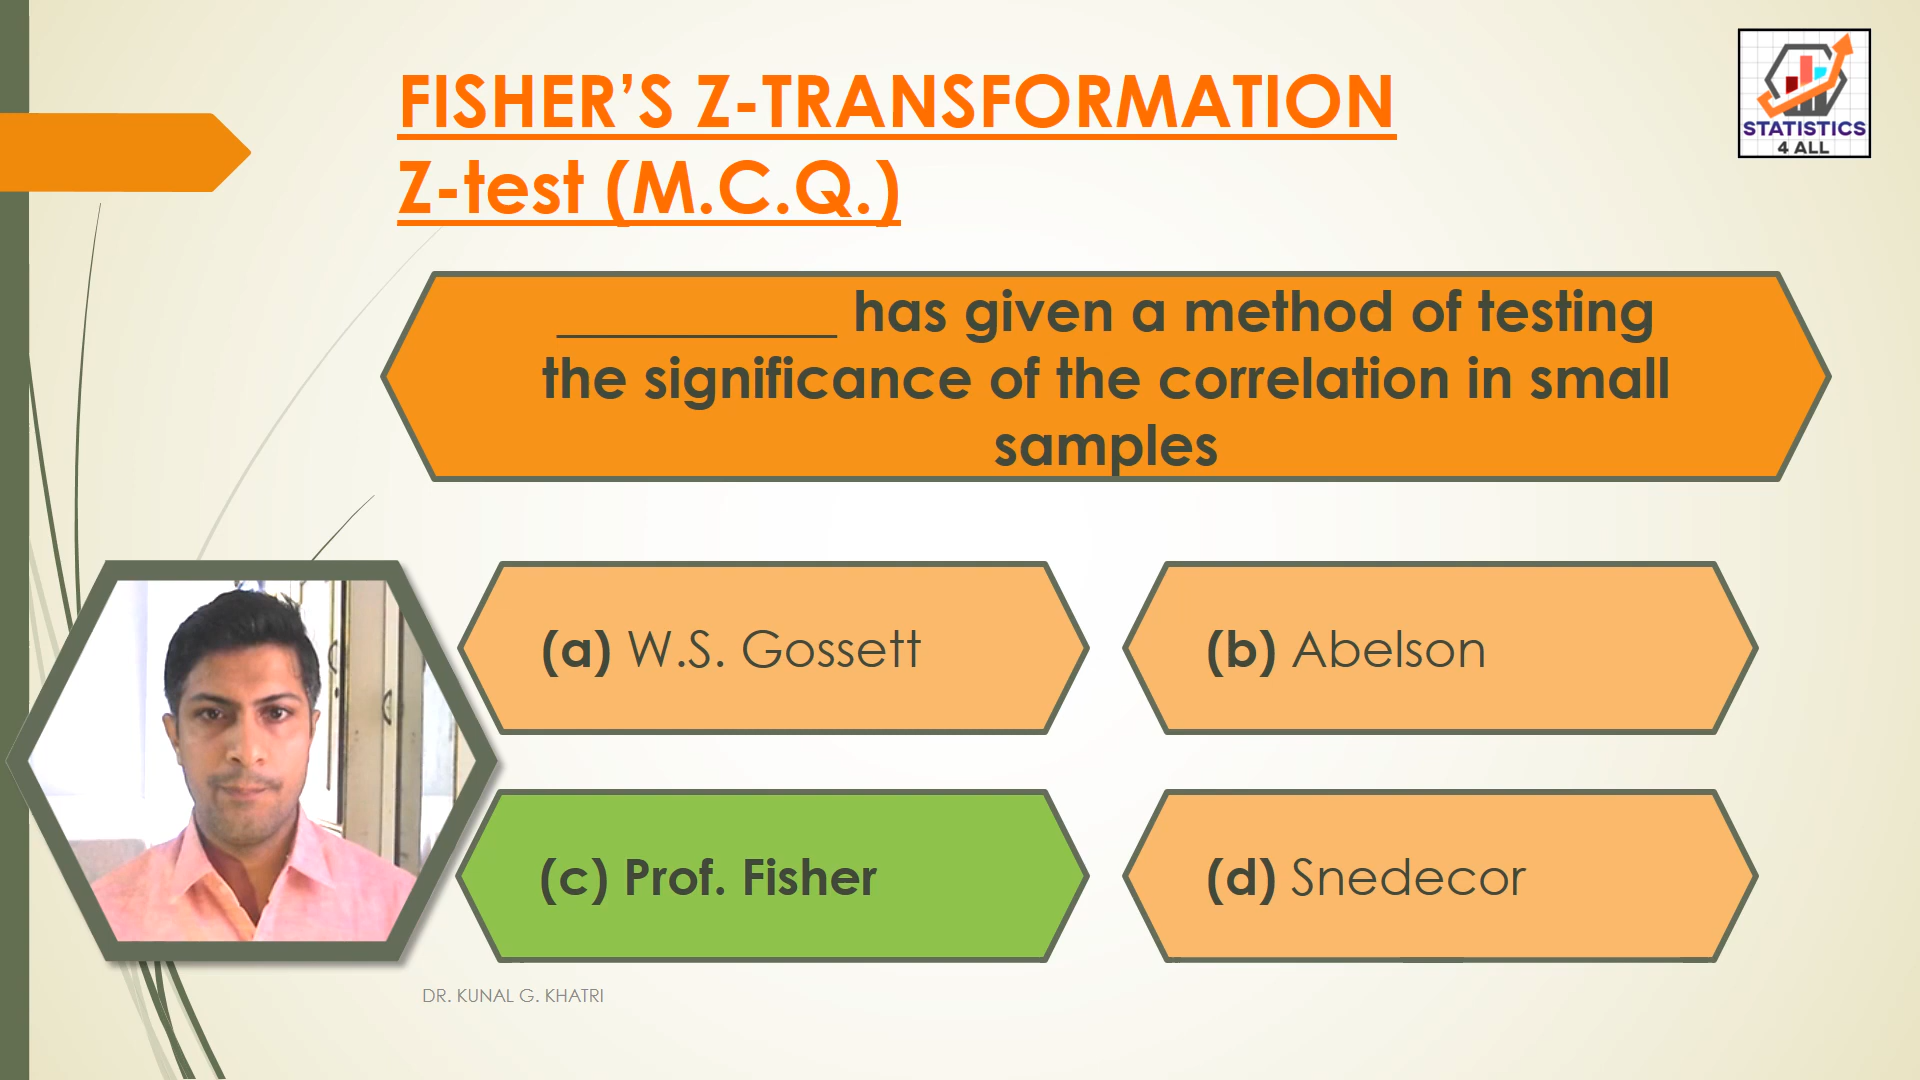 FISHER’S Z-TRANSFORMATION
Z-test (M.C.Q.)
STATISTICS
4 ALL
__________ has given a method of testing
the significance of the correlation in small
samples
(a) W.S. Gossett
(b) Abelson
(c) Prof. Fisher
(d) Snedecor
DR. KUNAL G. KHATRI